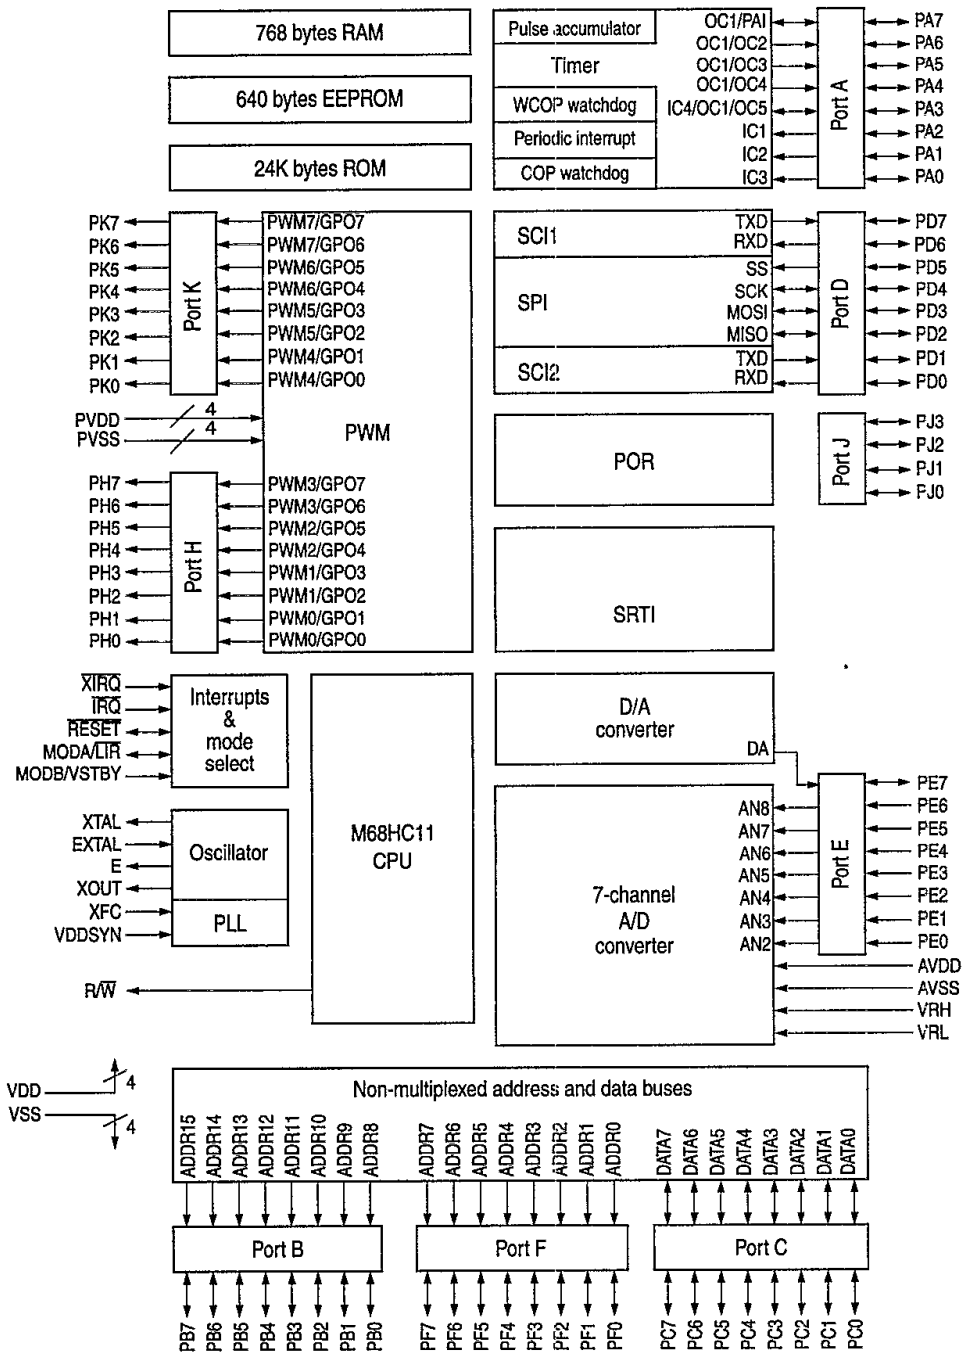 768 bytes RAM
640 bytes EEPROM
24K bytes ROM
Pulse accumulator
Timer
WCOP watchdog
Periodic interrupt
COP watchdog
OC1/PAI
OC1/OC2
OC1/OC3
OC1/OC4
IC4/OC1/OC5
IC1
IC2
IC3
Port A
PA7
PA6
PA5
PA4
PA3
PA2
PA1
PA0
PK7
PK6
PK5
PK4
PK3
PK2
PK1
PK0
Port K
PWM7/GPO7
PWM7/GPO6
PWM6/GPO5
PWM6/GPO4
PWM5/GPO3
PWM5/GPO2
PWM4/GPO1
PWM4/GPO0
PVDD
4
PVSS
4
PWM
PH7
PH6
PH5
PH4
PH3
PH2
PH1
PH0
Port H
PWM3/GPO7
PWM3/GPO6
PWM2/GPO5
PWM2/GPO4
PWM1/GPO3
PWM1/GPO2
PWM0/GPO1
PWM0/GPO0
SCI1
TXD
RXD
SPI
SS
SCK
MOSI
MISO
SCI2
TXD
RXD
Port D
PD7
PD6
PD5
PD4
PD3
PD2
PD1
PD0
POR
Port J
PJ3
PJ2
PJ1
PJ0
SRTI
XIRQ
IRQ
RESET
MODA/LIR
MODB/VSTBY
Interrupts
&
mode
select
XTAL
EXTAL
E
XOUT
XFC
VDDSYN
Oscillator
PLL
R/W
M68HC11
CPU
D/A
converter
DA
7-channel
A/D
converter
AN8
AN7
AN6
AN5
AN4
AN3
AN2
Port E
PE7
PE6
PE5
PE4
PE3
PE2
PE1
PE0
AVDD
AVSS
VRH
VRL
VDD
4
VSS
4
Non-multiplexed address and data buses
ADDR15
ADDR14
ADDR13
ADDR12
ADDR11
ADDR10
ADDR9
ADDR8
ADDR7
ADDR6
ADDR5
ADDR4
ADDR3
ADDR2
ADDR1
ADDR0
DATA7
DATA6
DATA5
DATA4
DATA3
DATA2
DATA1
DATA0
Port B
Port F
Port C
PB7
PB6
PB5
PB4
PB3
PB2
PB1
PB0
PF7
PF6
PF5
PF4
PF3
PF2
PF1
PF0
PC7
PC6
PC5
PC4
PC3
PC2
PC1
PC0